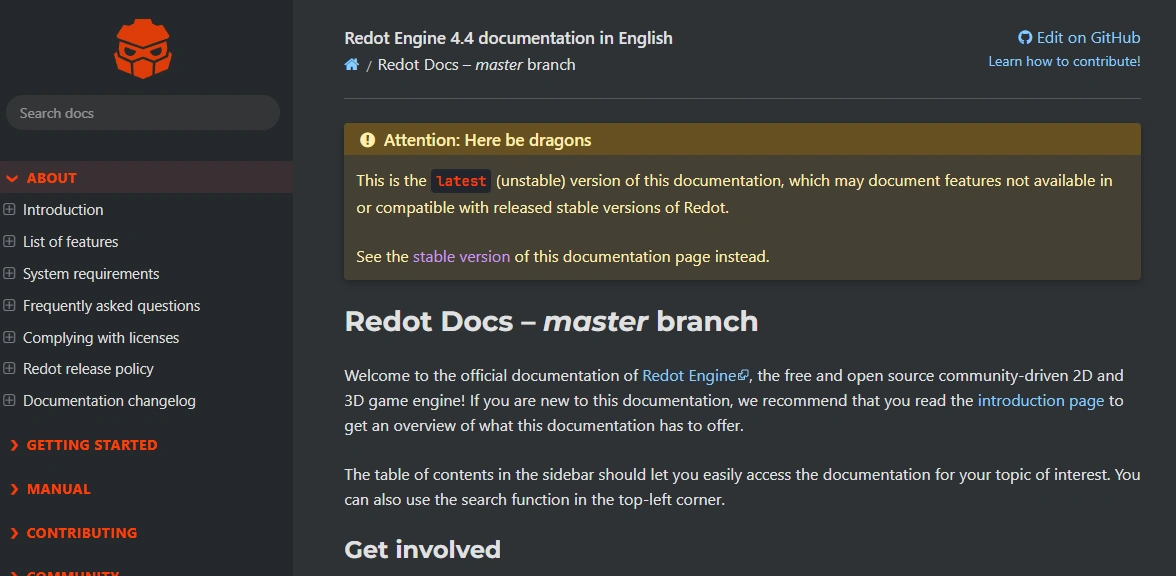 Search docs
ABOUT
Introduction
List of features
System requirements
Frequently asked questions
Complying with licenses
Redot release policy
Documentation changelog
GETTING STARTED
MANUAL
CONTRIBUTING
COMMUNITY
Redot Engine 4.4 documentation in English
Edit on GitHub
/ Redot Docs – master branch
Learn how to contribute!
Attention: Here be dragons
This is the latest (unstable) version of this documentation, which may document features not available in
or compatible with released stable versions of Redot.
See the stable version of this documentation page instead.
Redot Docs – master branch
Welcome to the official documentation of Redot Engine, the free and open source community-driven 2D and
3D game engine! If you are new to this documentation, we recommend that you read the introduction page to
get an overview of what this documentation has to offer.
The table of contents in the sidebar should let you easily access the documentation for your topic of interest. You
can also use the search function in the top-left corner.
Get involved